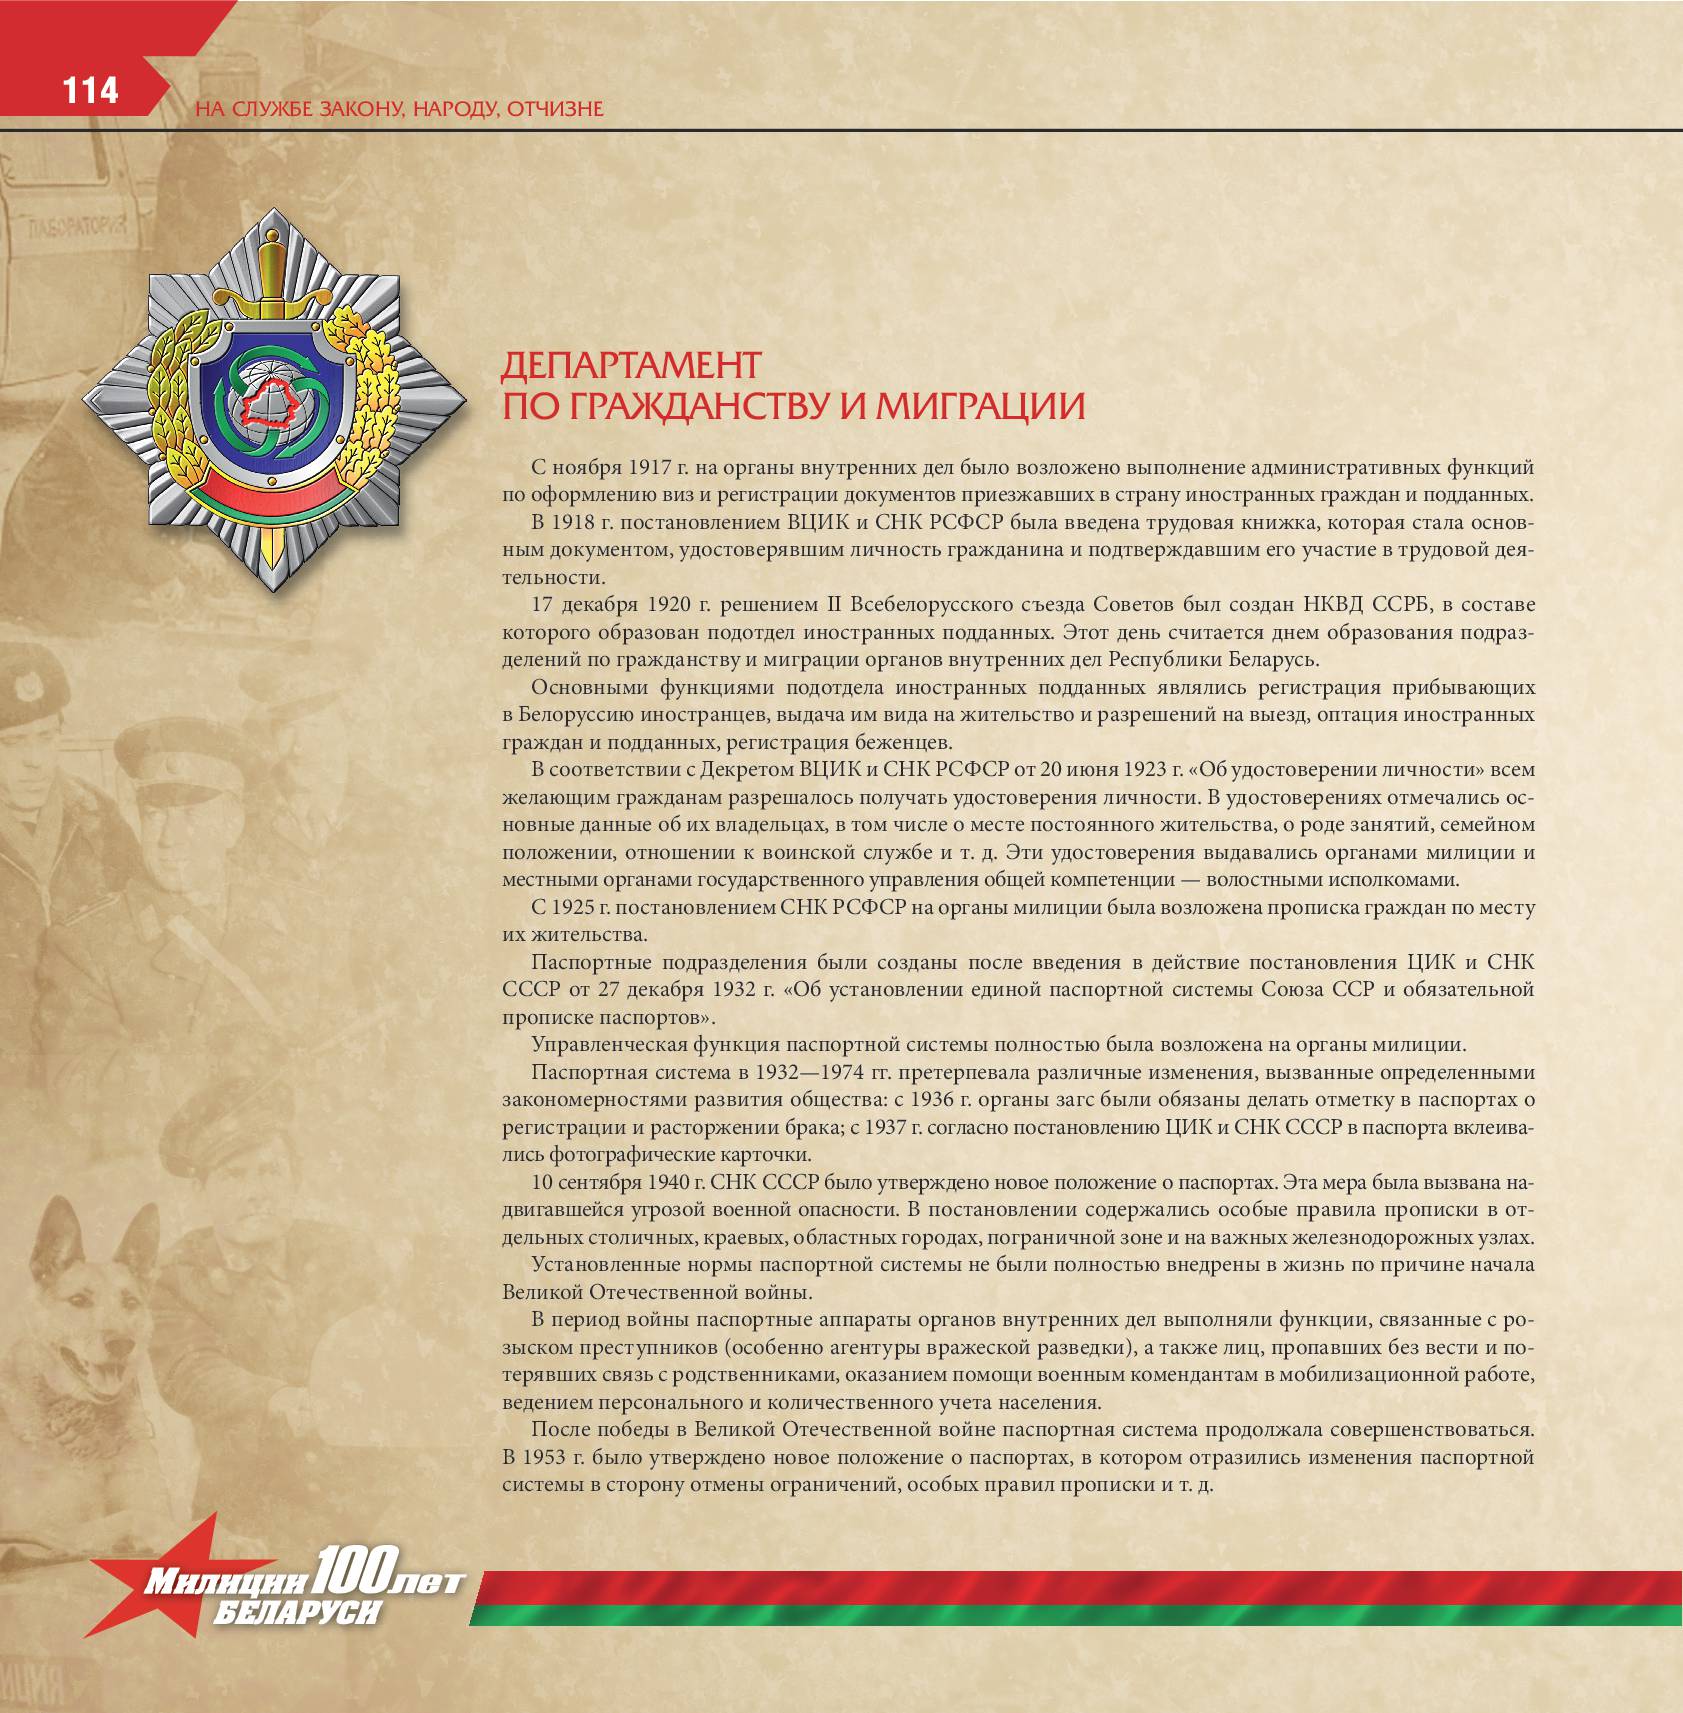 114
НА СЛУЖБЕ ЗАКОНУ, НАРОДУ, ОТЧИЗНЕ
ЛАБОРАТОРИЯ
ДЕПАРТАМЕНТ
ПО ГРАЖДАНСТВУ И МИГРАЦИИ
С ноября 1917 г. на органы внутренних дел было возложено выполнение административных функций
по оформлению виз и регистрации документов приезжавших в страну иностранных граждан и подданных.
В 1918 г. постановлением ВЦИК и СНК РСФСР была введена трудовая книжка, которая стала основ-
ным документом, удостоверявшим личность гражданина и подтверждавшим его участие в трудовой дея-
тельности.
17 декабря 1920 г. решением II Всебелорусского съезда Советов был создан НКВД ССРБ, в составе
которого образован подотдел иностранных подданных. Этот день считается днем образования подраз-
делений по гражданству и миграции органов внутренних дел Республики Беларусь.
Основными функциями подотдела иностранных подданных являлись регистрация прибывающих
в Белоруссию иностранцев, выдача им вида на жительство и разрешений на выезд, оптация иностранных
граждан и подданных, регистрация беженцев.
В соответствии с Декретом ВЦИК и СНК РСФСР от 20 июня 1923 г. «Об удостоверении личности» всем
желающим гражданам разрешалось получать удостоверения личности. В удостоверениях отмечались ос-
новные данные об их владельцах, в том числе о месте постоянного жительства, о роде занятий, семейном
положении, отношении к воинской службе и т. д. Эти удостоверения выдавались органами милиции и
местными органами государственного управления общей компетенции — волостными исполкомами.
С 1925 г. постановлением СНК РСФСР на органы милиции была возложена прописка граждан по месту
их жительства.
Паспортные подразделения были созданы после введения в действие постановления ЦИК и СНК
СССР от 27 декабря 1932 г. «Об установлении единой паспортной системы Союза ССР и обязательной
прописке паспортов».
Управленческая функция паспортной системы полностью была возложена на органы милиции.
Паспортная система в 1932—1974 гг. претерпевала различные изменения, вызванные определенными
закономерностями развития общества: с 1936 г. органы загс были обязаны делать отметку в паспортах о
регистрации и расторжении брака; с 1937 г. согласно постановлению ЦИК и СНК СССР в паспорта вклеива-
лись фотографические карточки.
10 сентября 1940 г. СНК СССР было утверждено новое положение о паспортах. Эта мера была вызвана на-
двигавшейся угрозой военной опасности. В постановлении содержались особые правила прописки в от-
дельных столичных, краевых, областных городах, пограничной зоне и на важных железнодорожных узлах.
Установленные нормы паспортной системы не были полностью внедрены в жизнь по причине начала
Великой Отечественной войны.
В период войны паспортные аппараты органов внутренних дел выполняли функции, связанные с ро-
зыском преступников (особенно агентуры вражеской разведки), а также лиц, пропавших без вести и по-
терявших связь с родственниками, оказанием помощи военным комендантам в мобилизационной работе,
ведением персонального и количественного учета населения.
После победы в Великой Отечественной войне паспортная система продолжала совершенствоваться.
В 1953 г. было утверждено новое положение о паспортах, в котором отразились изменения паспортной
системы в сторону отмены ограничений, особых правил прописки и т. д.
Милиции 100 лет
БЕЛАРУСИ